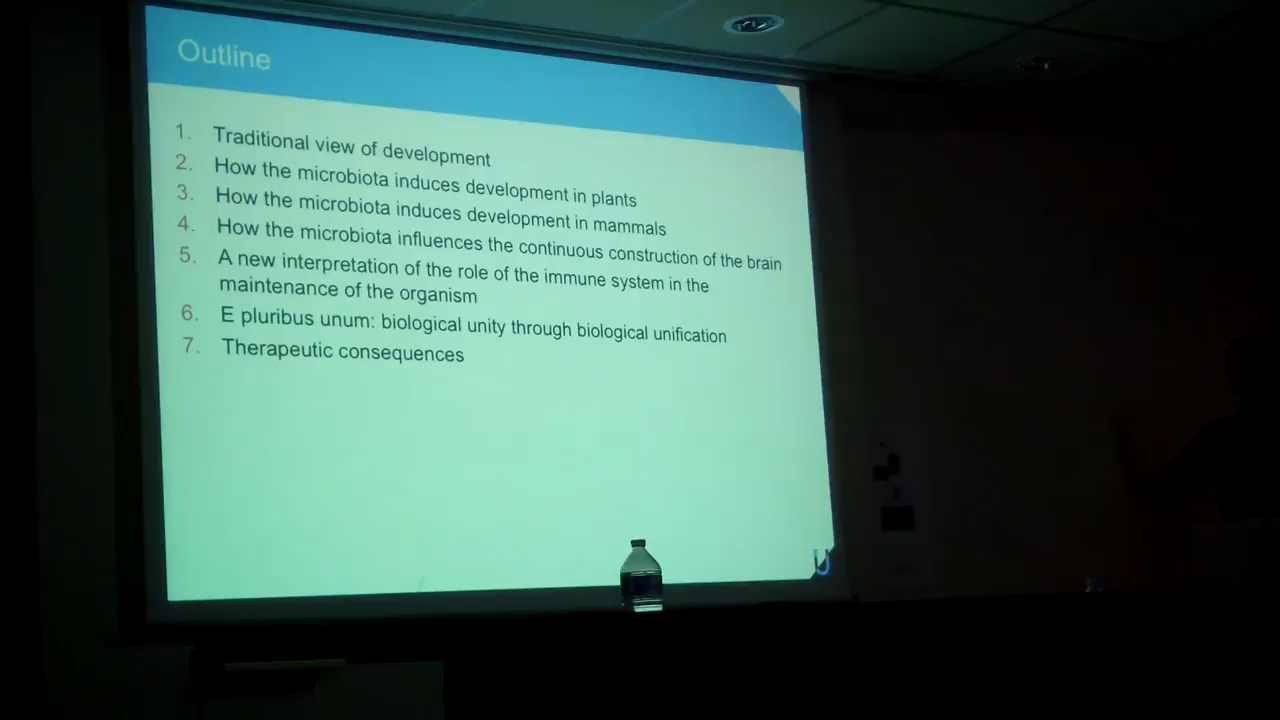 Outline
1. Traditional view of development
2. How the microbiota induces development in plants
3. How the microbiota induces development in mammals
4. How the microbiota influences the continuous construction of the brain
5. A new interpretation of the role of the immune system in the
maintenance of the organism
6. E pluribus unum: biological unity through biological unification
7. Therapeutic consequences
U